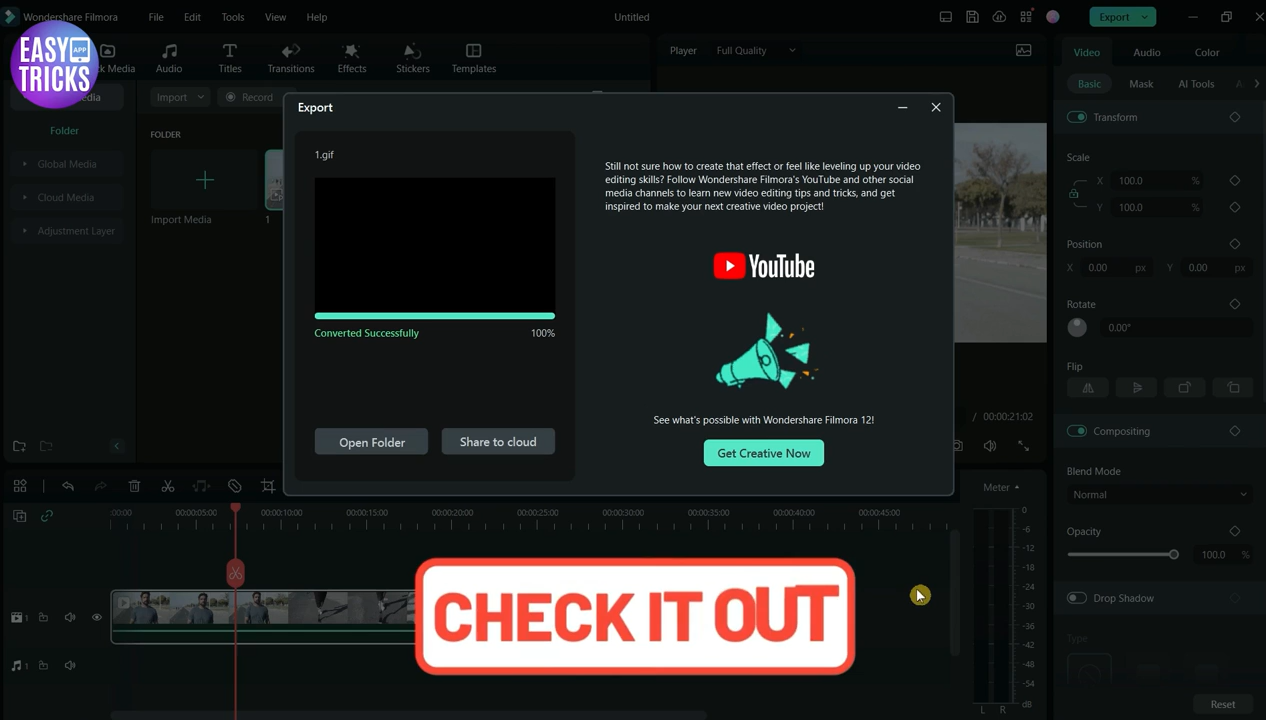 Wondershare Filmora
File
Edit
Tools
View
Help
Untitled
Export
EASY
APP
TRICKS
Media
Audio
Titles
Transitions
Effects
Stickers
Templates
Player
Full Quality
Video
Audio
Color
Import
Record
Basic
Mask
AI Tools
Folder
FOLDER
Global Media
Cloud Media
Adjustment Layer
Import Media
1
Export
1.gif
Converted Successfully
100%
Open Folder
Share to cloud
Still not sure how to create that effect or feel like leveling up your video
editing skills? Follow Wondershare Filmora's YouTube and other social
media channels to learn new video editing tips and tricks, and get
inspired to make your next creative video project!
YouTube
See what's possible with Wondershare Filmora 12!
Get Creative Now
Transform
Scale
X 100.0 %
Y 100.0 %
Position
X 0.00 px Y 0.00 px
Rotate
0.00°
Flip
/ 00:00:21:02
Compositing
Blend Mode
Normal
Opacity
100.0 %
Drop Shadow
Type
Reset
Meter
:00:00 00:00:05:00 00:00:10:00 00:00:15:00 00:00:20:00 00:00:25:00 00:00:30:00 00:00:35:00 00:00:40:00 00:00:45:00
0
-6
-12
-18
-24
-30
-36
-42
-48
-54
dB
L R
1
1
CHECK IT OUT